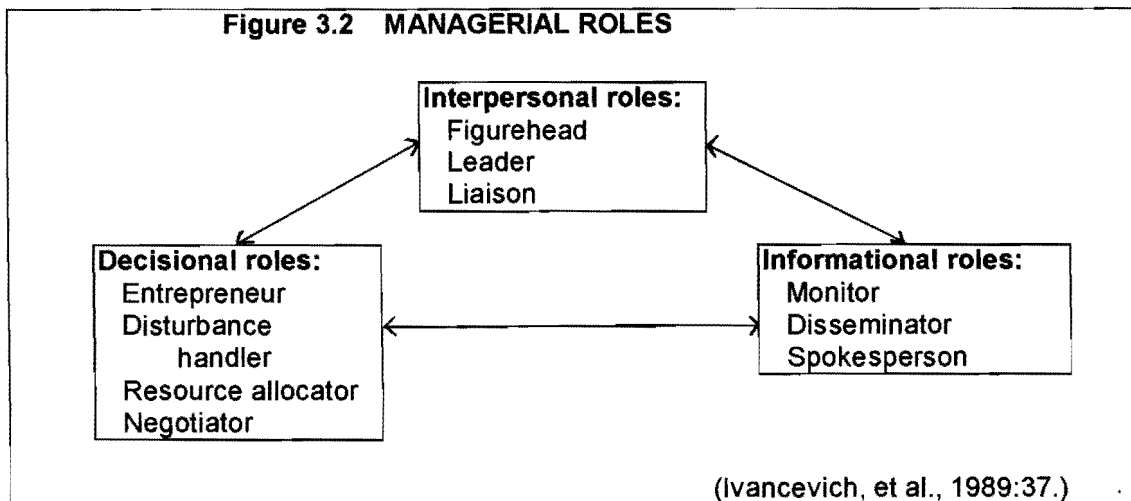 Figure 3.2 MANAGERIAL ROLES
Interpersonal roles:
Figurehead
Leader
Liaison
Decisional roles:
Entrepreneur
Disturbance
handler
Resource allocator
Negotiator
Informational roles:
Monitor
Disseminator
Spokesperson
(Ivancevich, et al., 1989:37.)